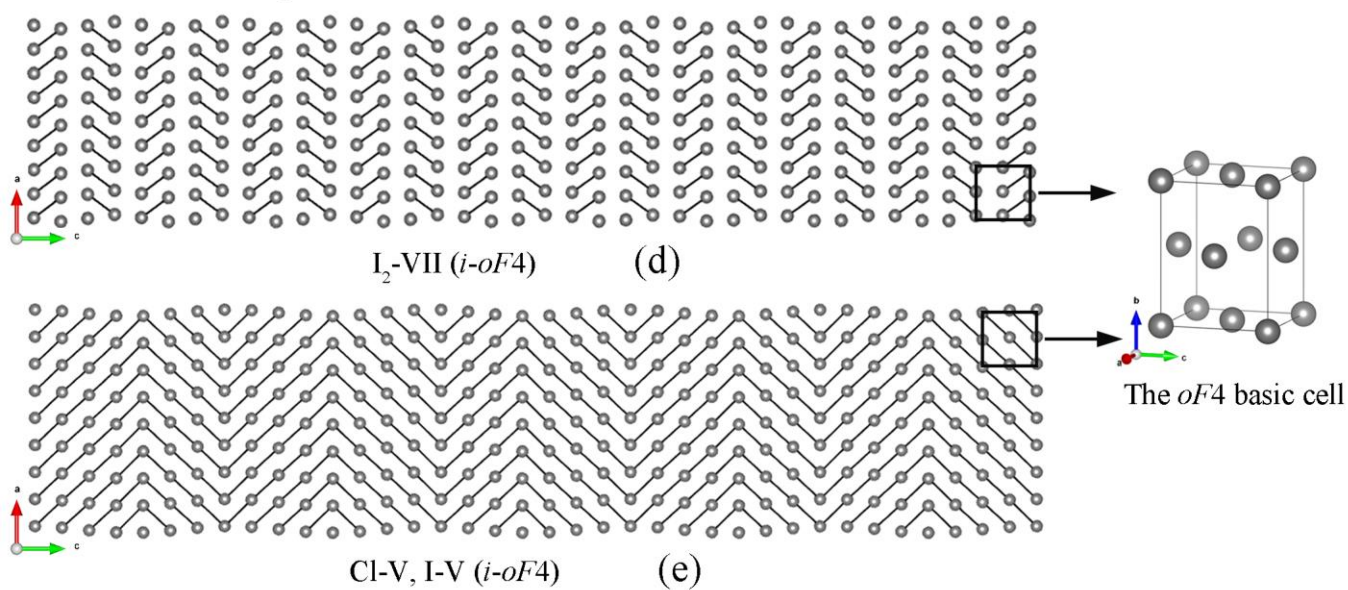 a
c
I₂-VII (i-oF4)
(d)
b
a
c
The oF4 basic cell
a
c
Cl-V, I-V (i-oF4)
(e)